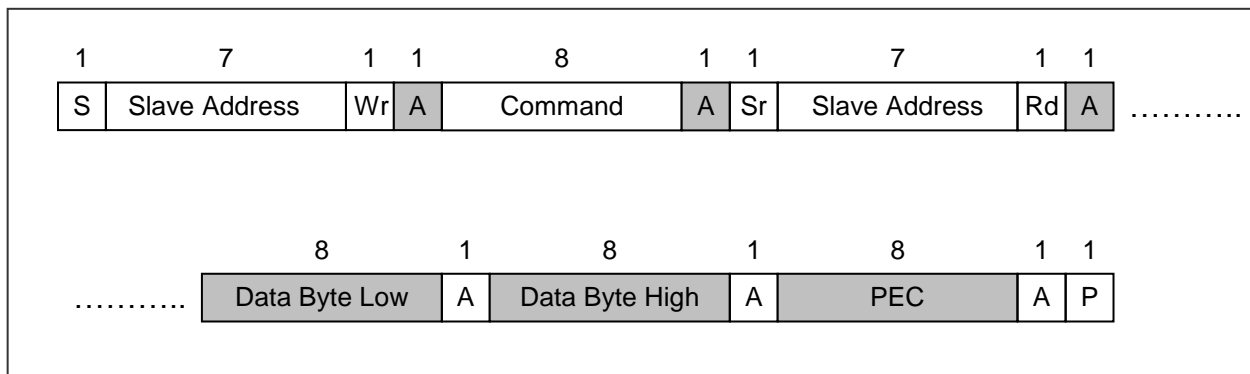 1 7 1 1 8 1 1 7 1 1
S Slave Address Wr A Command A Sr Slave Address Rd A ………..
8 1 8 1 8 1 1
……….. Data Byte Low A Data Byte High A PEC A P